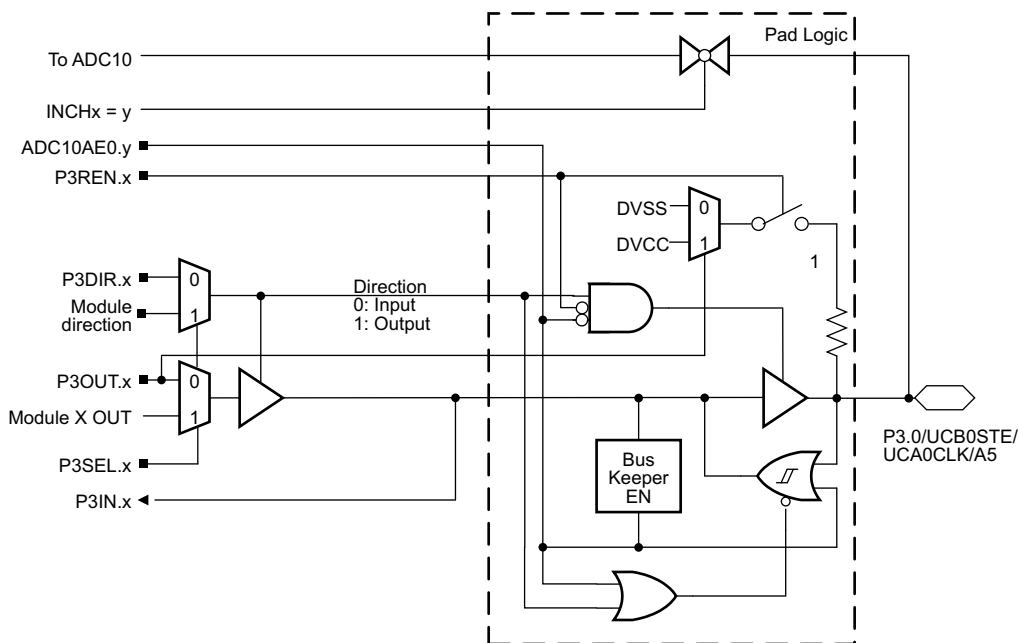 Pad Logic
To ADC10
INCHx = y
ADC10AE0.y
P3REN.x
DVSS
0
DVCC
1
1
P3DIR.x
0
Module
direction
1
Direction
0: Input
1: Output
P3OUT.x
0
Module X OUT
1
P3SEL.x
P3IN.x
Bus
Keeper
EN
P3.0/UCB0STE/
UCA0CLK/A5